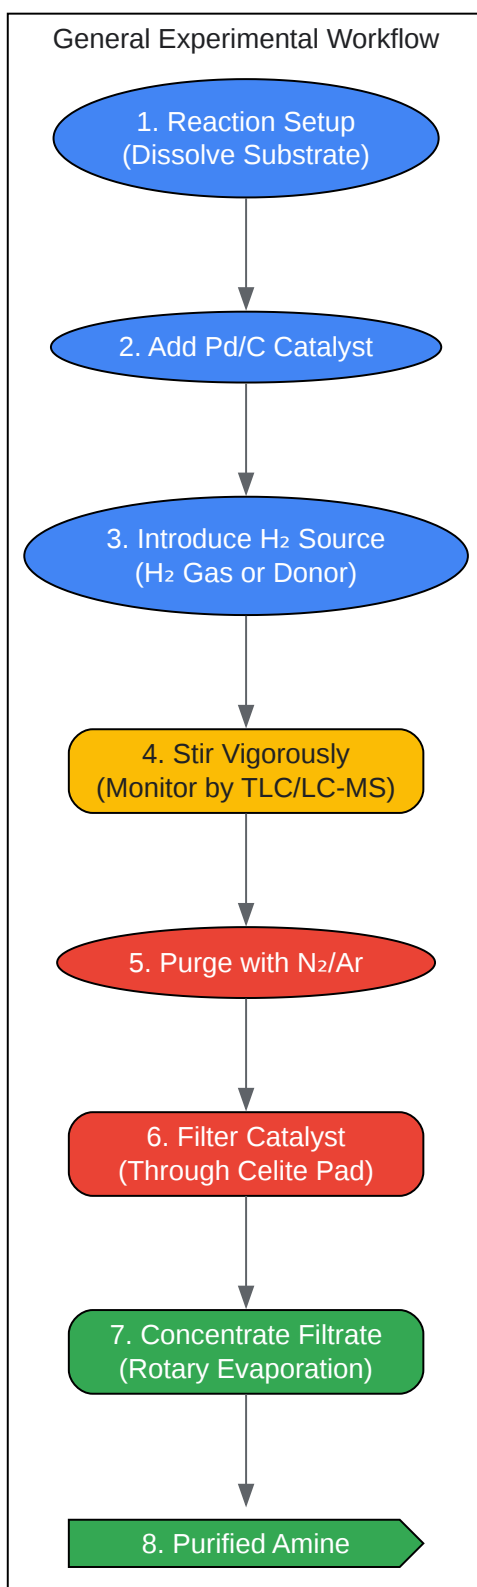 General Experimental Workflow
1. Reaction Setup
(Dissolve Substrate)
2. Add Pd/C Catalyst
3. Introduce H₂ Source
(H₂ Gas or Donor)
4. Stir Vigorously
(Monitor by TLC/LC-MS)
5. Purge with N₂/Ar
6. Filter Catalyst
(Through Celite Pad)
7. Concentrate Filtrate
(Rotary Evaporation)
8. Purified Amine